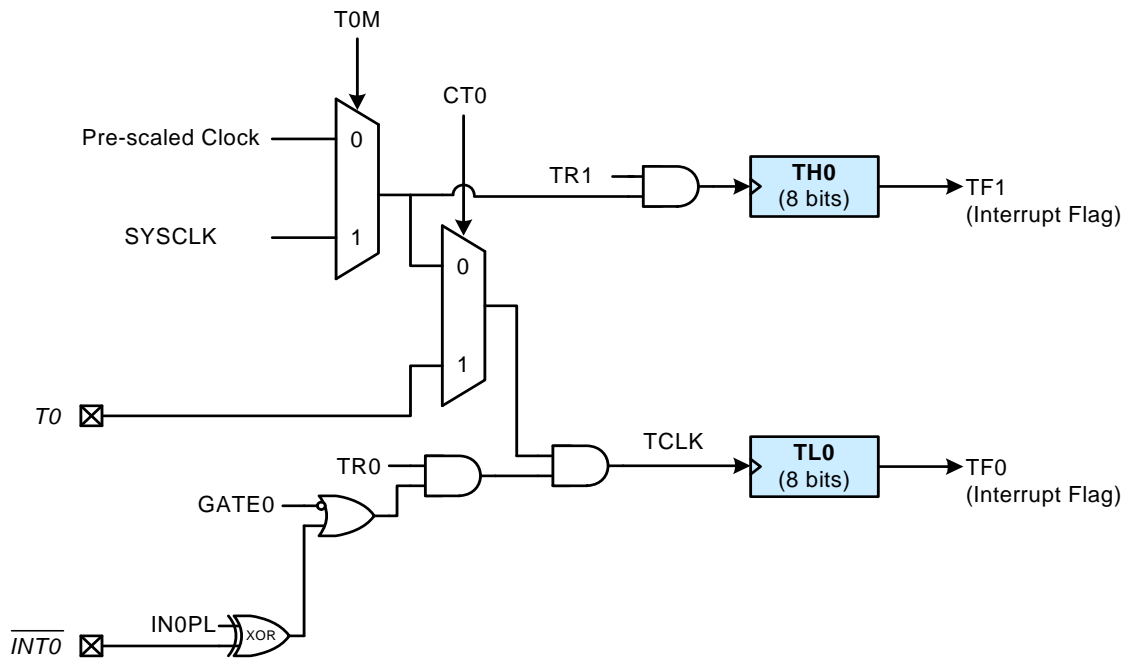 T0M
CT0
Pre-scaled Clock
0
TR1
TH0
(8 bits)
TF1
(Interrupt Flag)
SYSCLK
1
0
1
T0
TCLK
TL0
(8 bits)
TF0
(Interrupt Flag)
TR0
GATE0
IN0PL
XOR
INT0